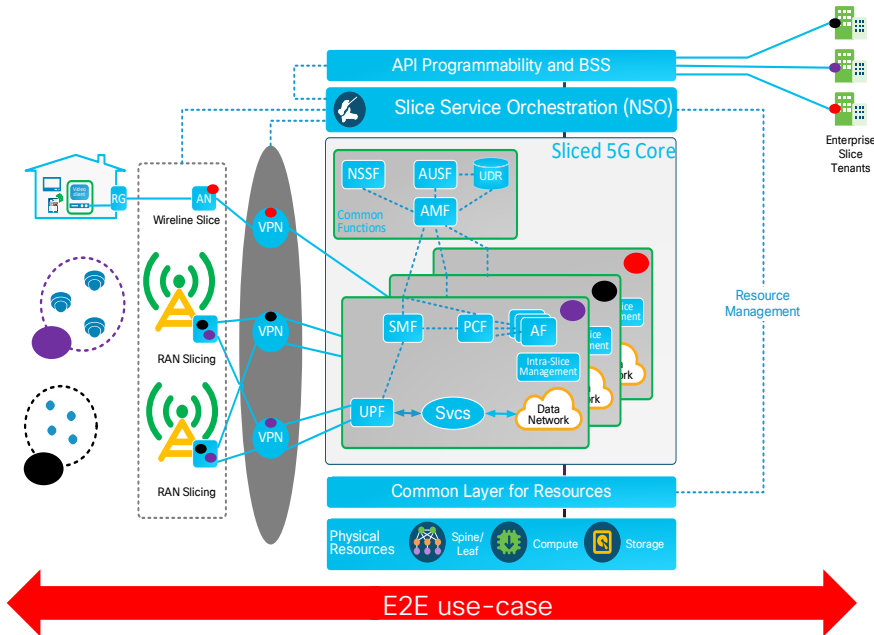 API Programmability and BSS
Slice Service Orchestration (NSO)
Enterprise
Slice
Tenants
Sliced 5G Core
NSSF
AUSF
UDR
AMF
Common
Functions
RG
AN
Wireline Slice
VPN
RAN Slicing
VPN
RAN Slicing
VPN
SMF
PCF
AF
Intra-Slice
Management
UPF
Svcs
Data
Network
Resource
Management
Common Layer for Resources
Physical
Resources
Spine/
Leaf
Compute
Storage
E2E use-case